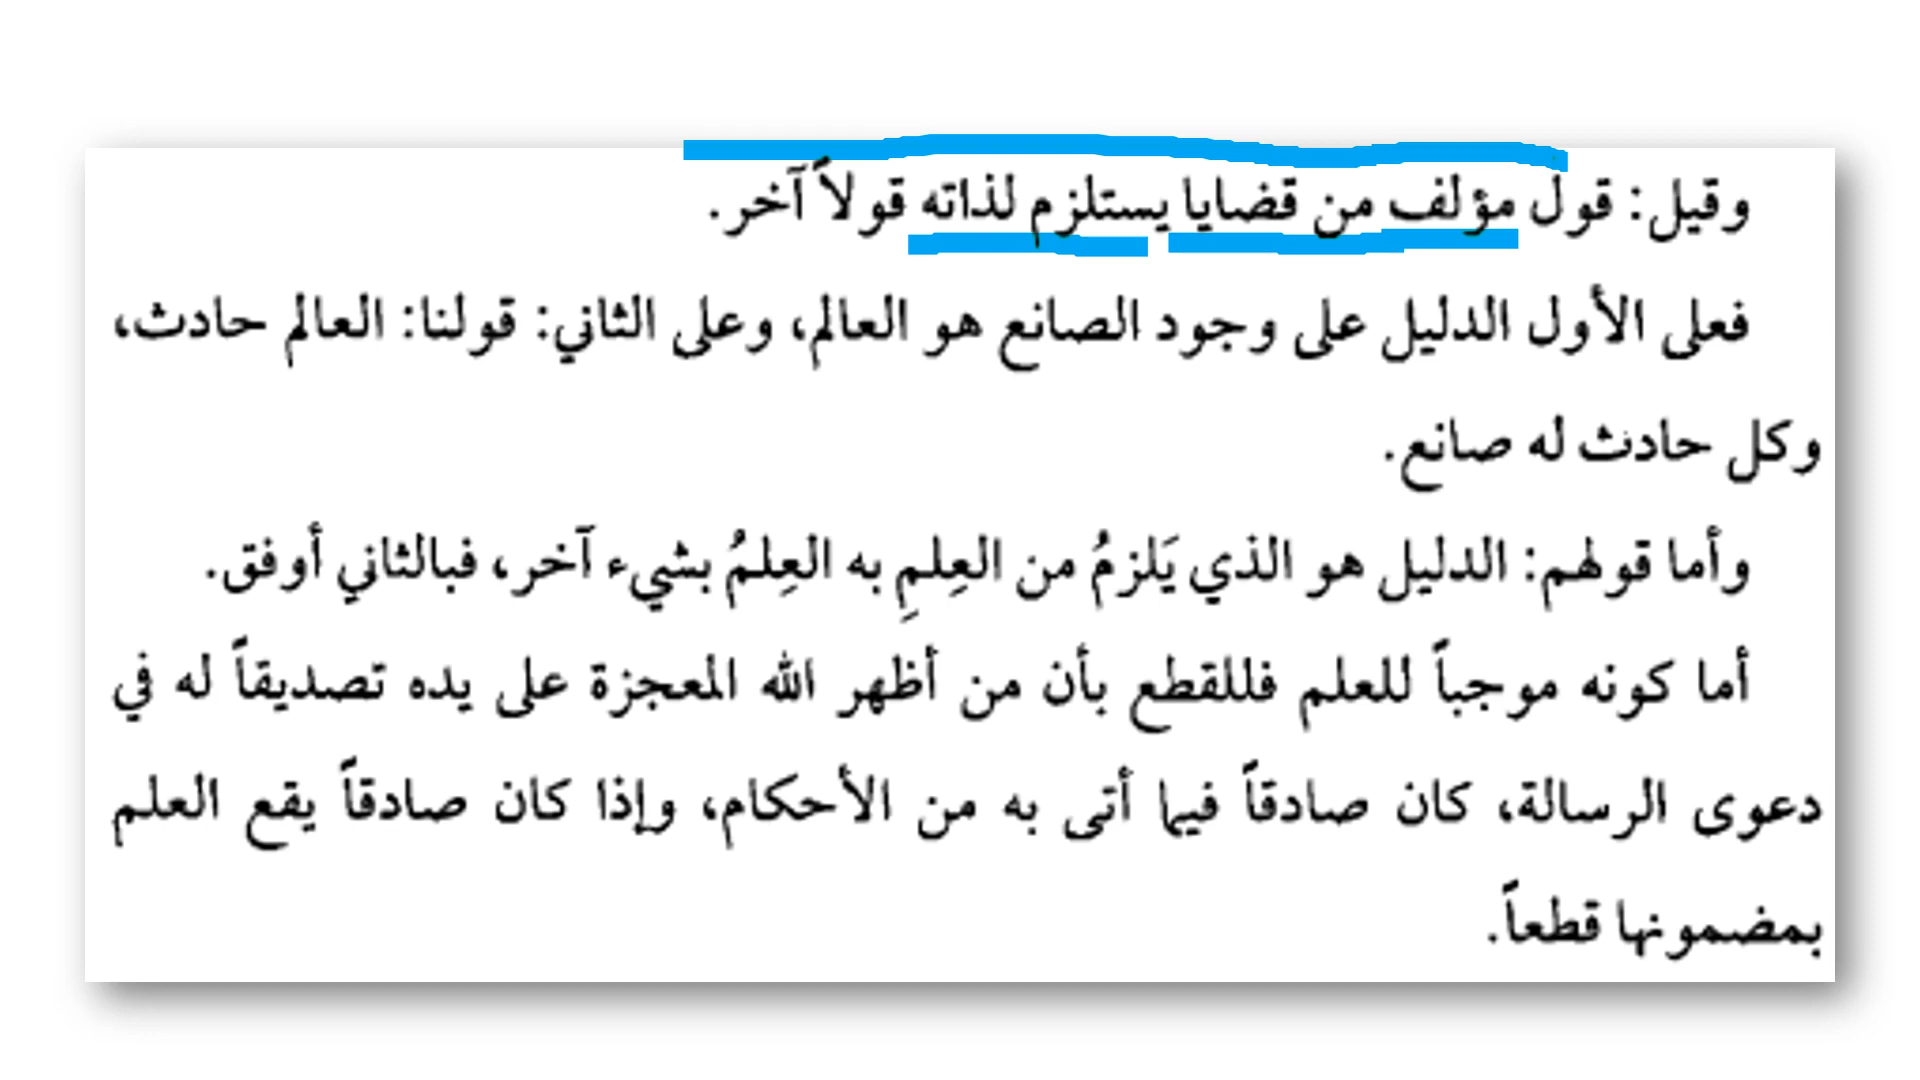 وقيل: قول مؤلف من قضايا يستلزم لذاته قولاً آخر.
فعلى الأول الدليل على وجود الصانع هو العالم، وعلى الثاني: قولنا: العالم حادث،
وكل حادث له صانع.
وأما قولهم: الدليل هو الذي يَلزمُ من العِلمِ به العِلمُ بشيء آخر، فبالثاني أوفق.
أما كونه موجباً للعلم فللقطع بأن من أظهر الله المعجزة على يده تصديقاً له في
دعوى الرسالة، كان صادقاً فيما أتى به من الأحكام، وإذا كان صادقاً يقع العلم
بمضمونها قطعاً.